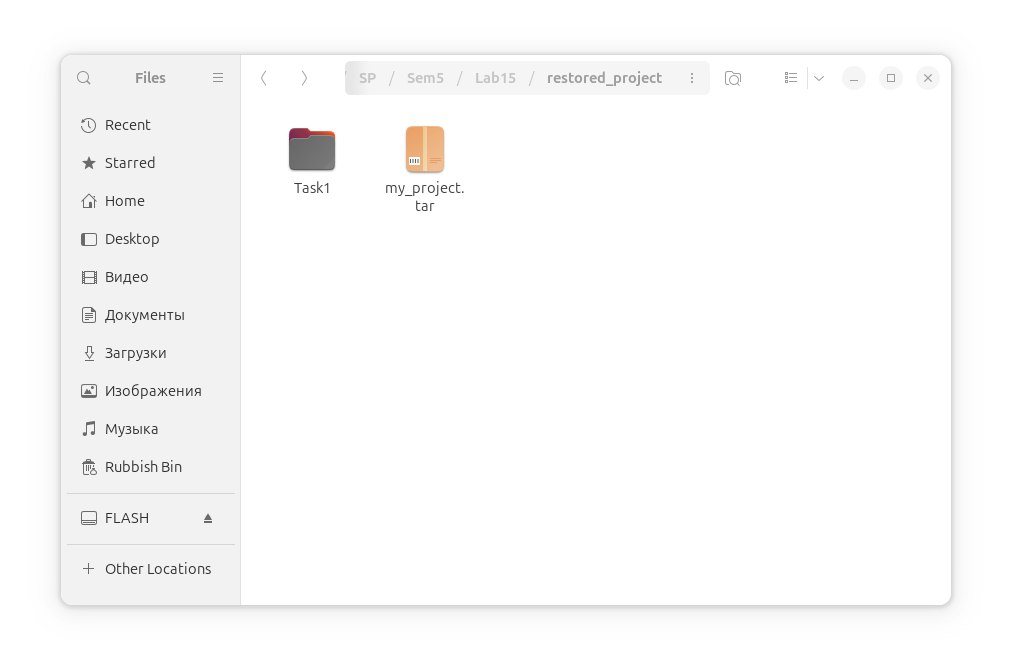 Files
SP / Sem5 / Lab15 / restored_project
Recent
Starred
Home
Desktop
Видео
Документы
Загрузки
Изображения
Музыка
Rubbish Bin
FLASH
Other Locations
Task1
my_project.
tar